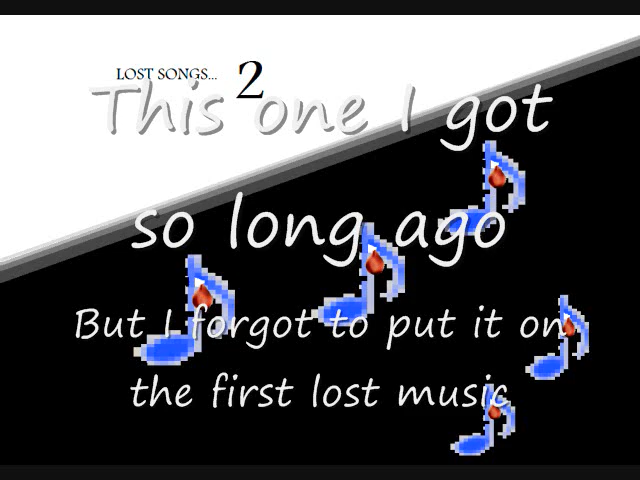 LOST SONGS... 2
This one I got
so long ago
But I forgot to put it on
the first lost music